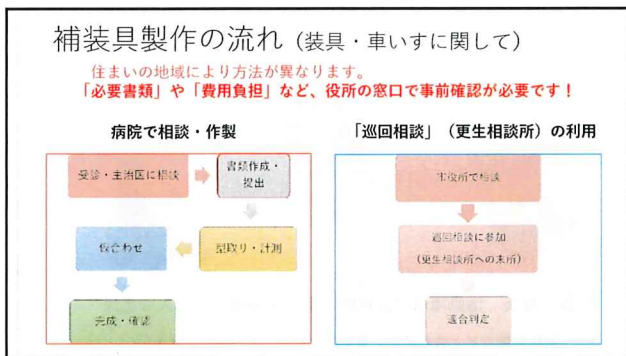 補装具製作の流れ（装具・車いすに関して）
住まいの地域により方法が異なります。
「必要書類」や「費用負担」など、役所の窓口で事前確認が必要です！
病院で相談・作製
受診・主治医に相談
書類作成・
提出
型取り・計測
仮合わせ
完成・確認
「巡回相談」（更生相談所）の利用
市役所で相談
巡回相談に参加
（更生相談所への来所）
適合判定